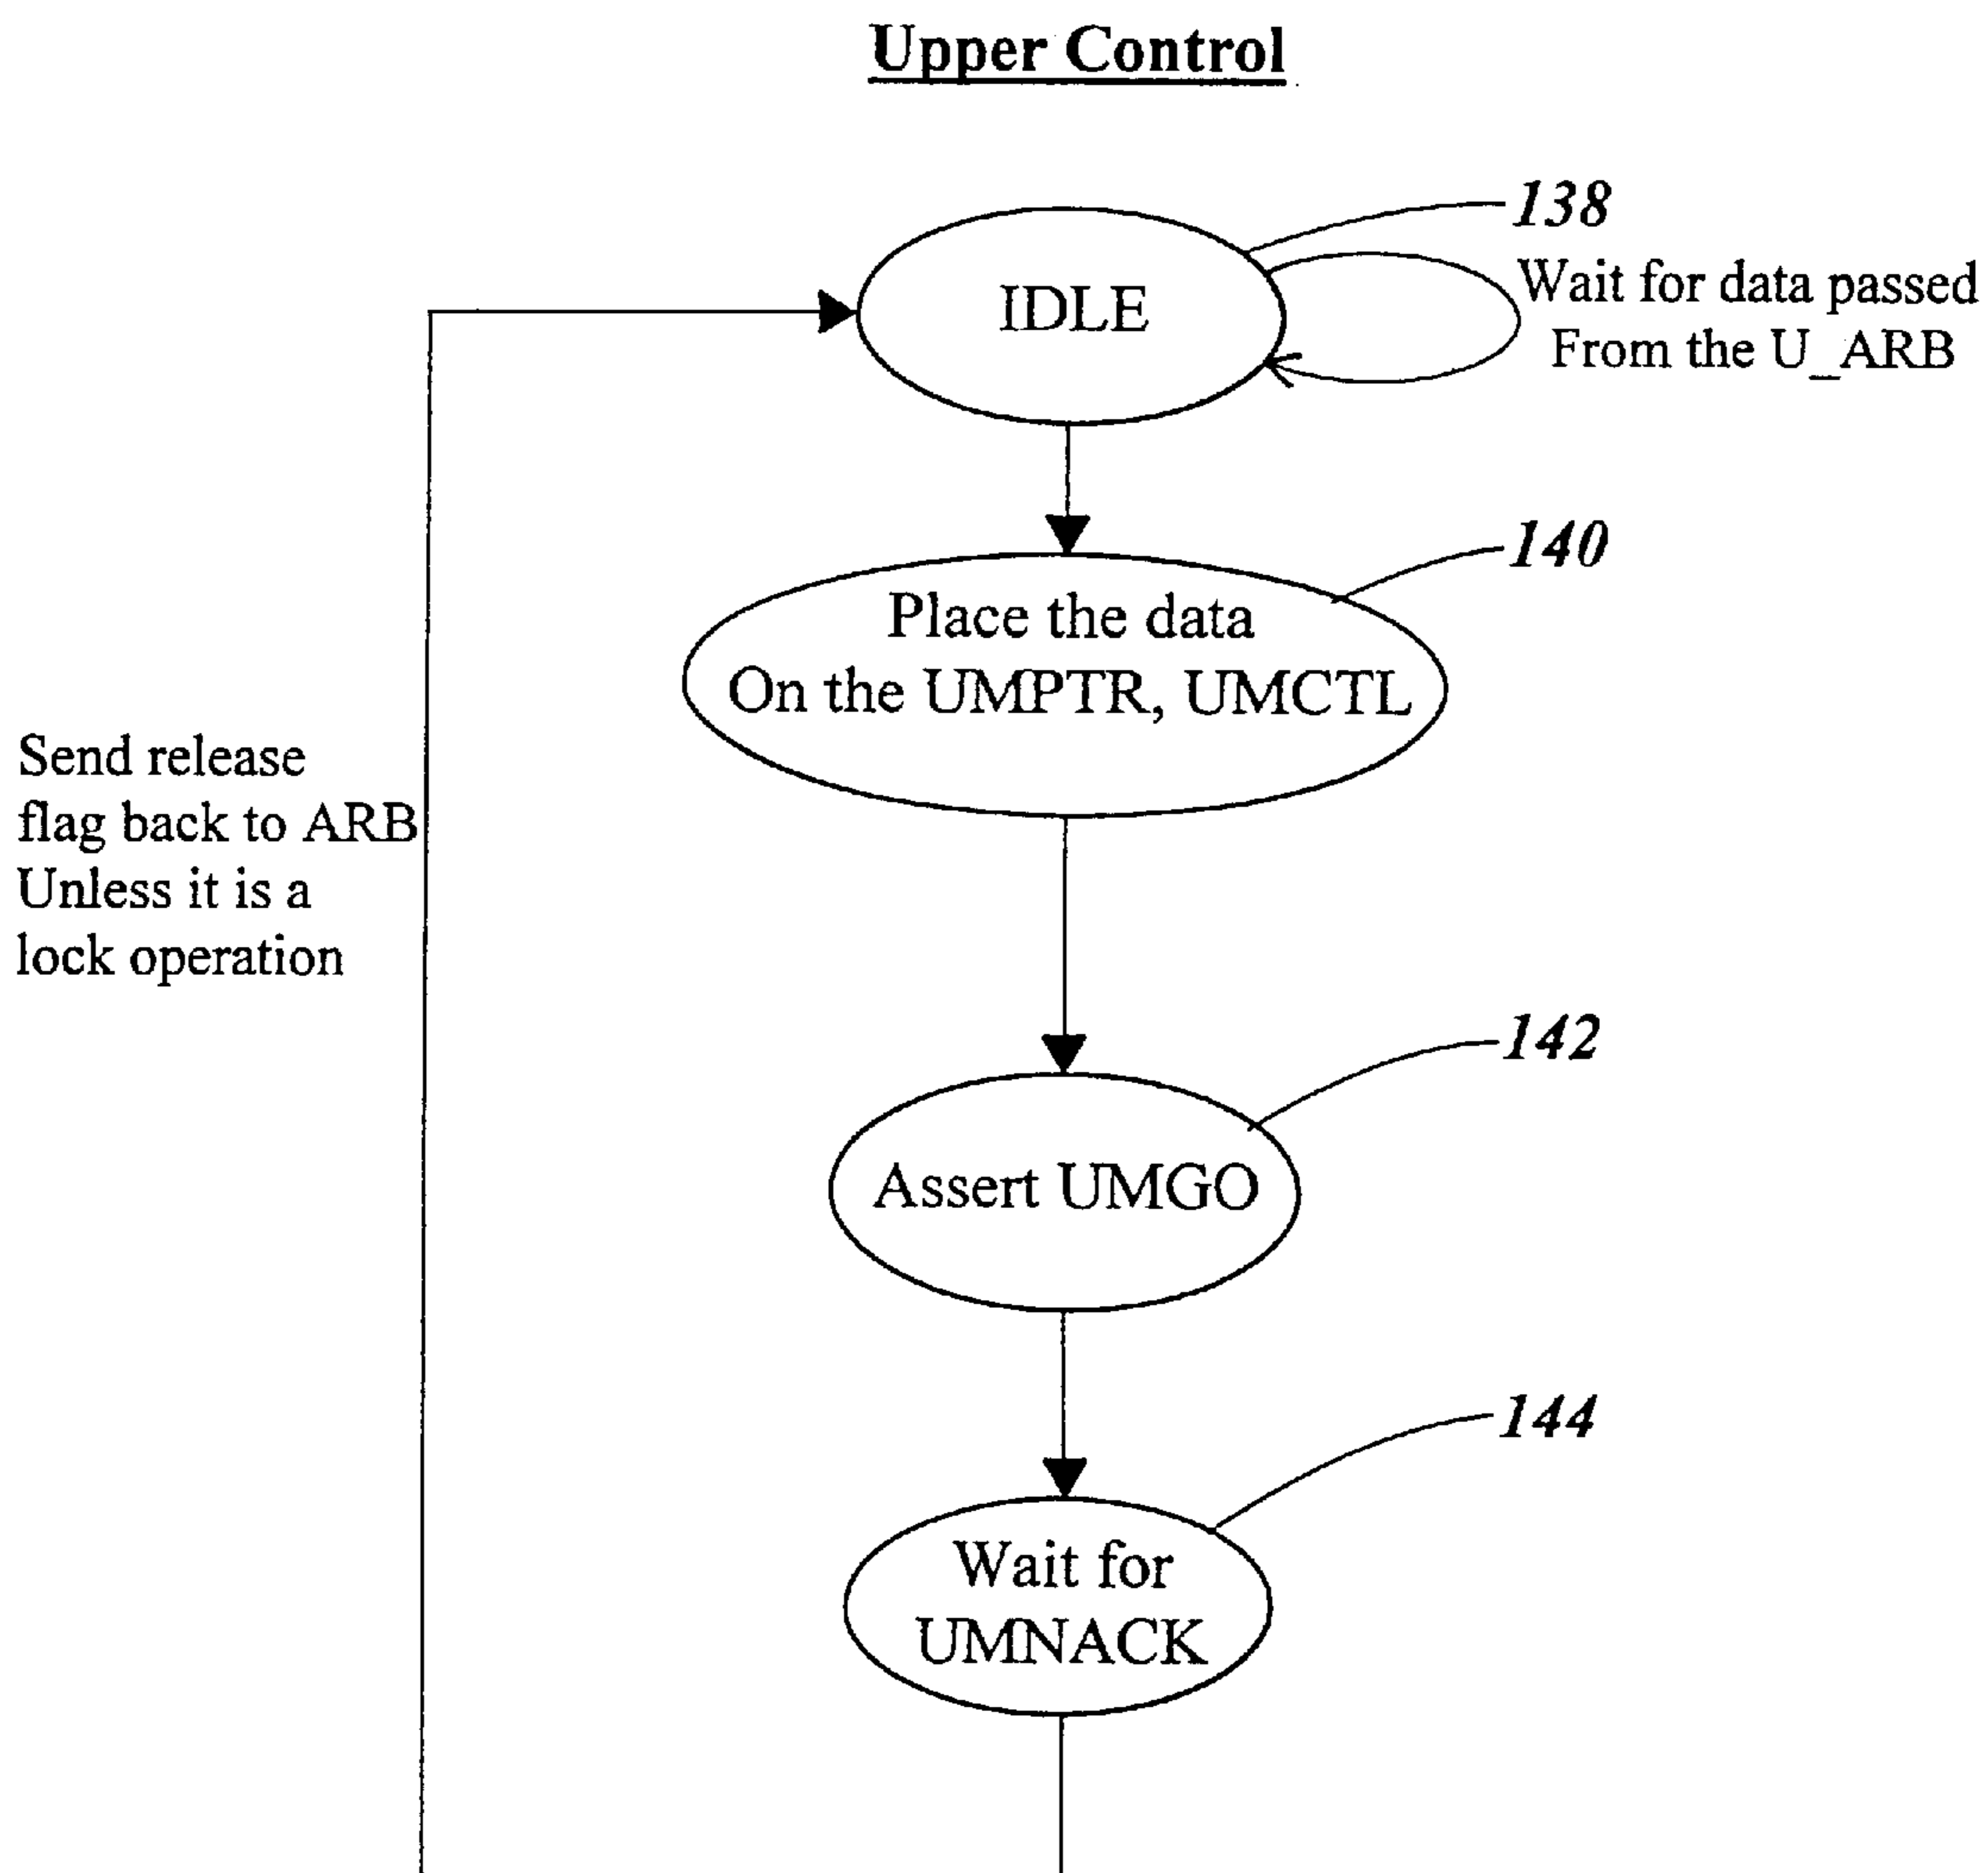 Upper Control
138
IDLE
Wait for data passed
From the U_ARB
140
Place the data
On the UMPTR, UMCTL
Send release
flag back to ARB
Unless it is a
lock operation
142
Assert UMGO
144
Wait for
UMNACK